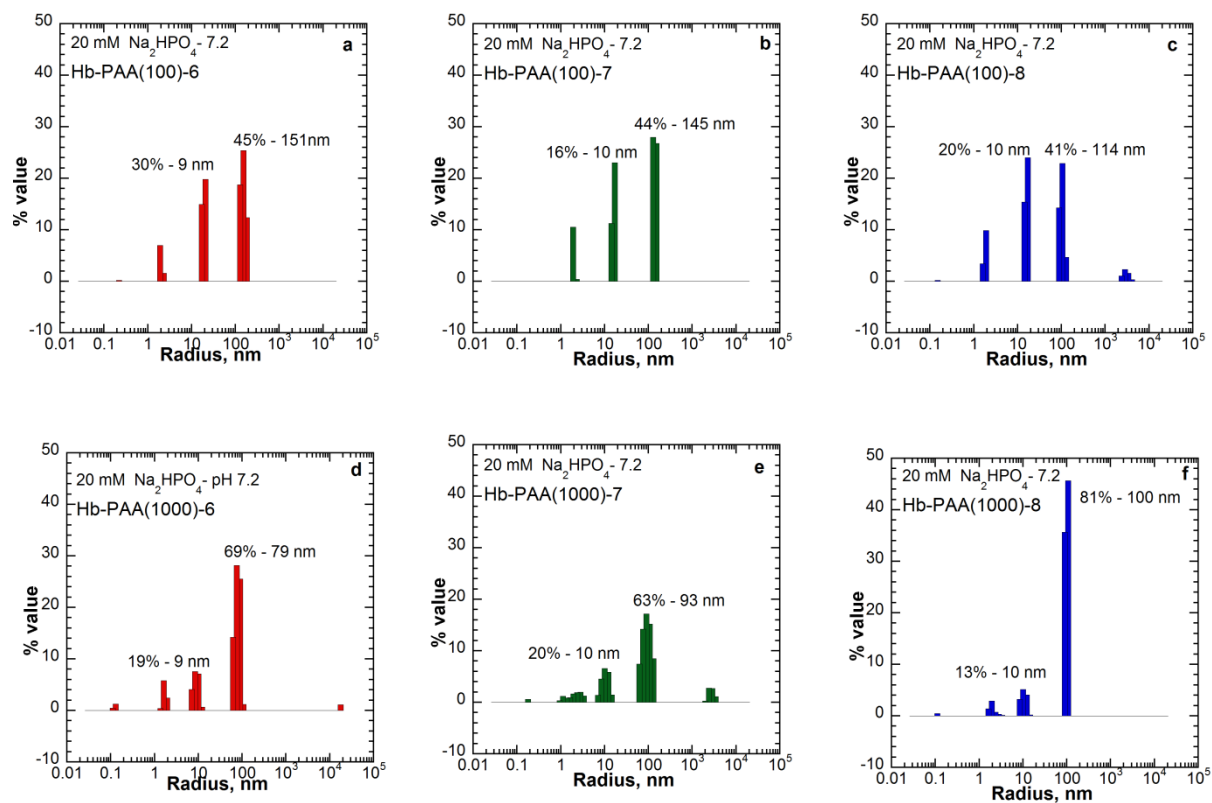 a
20 mM Na2HPO4- 7.2
Hb-PAA(100)-6
45% - 151nm
30% - 9 nm
% value
50
40
30
20
10
0
-10
0.01 0.1 1 10 100 10^3 10^4 10^5
Radius, nm
b
20 mM Na2HPO4- 7.2
Hb-PAA(100)-7
44% - 145 nm
16% - 10 nm
% value
50
40
30
20
10
0
-10
0.01 0.1 1 10 100 10^3 10^4 10^5
Radius, nm
c
20 mM Na2HPO4- 7.2
Hb-PAA(100)-8
20% - 10 nm 41% - 114 nm
% value
50
40
30
20
10
0
-10
0.01 0.1 1 10 100 10^3 10^4 10^5
Radius, nm
d
20 mM Na2HPO4- pH 7.2
Hb-PAA(1000)-6
69% - 79 nm
19% - 9 nm
% value
50
40
30
20
10
0
-10
0.01 0.1 1 10 100 10^3 10^4 10^5
Radius, nm
e
20 mM Na2HPO4- 7.2
Hb-PAA(1000)-7
63% - 93 nm
20% - 10 nm
% value
50
40
30
20
10
0
-10
0.01 0.1 1 10 100 10^3 10^4 10^5
Radius, nm
f
20 mM Na2HPO4- 7.2
Hb-PAA(1000)-8
81% - 100 nm
13% - 10 nm
% value
50
40
30
20
10
0
-10
0.01 0.1 1 10 100 10^3 10^4 10^5
Radius, nm